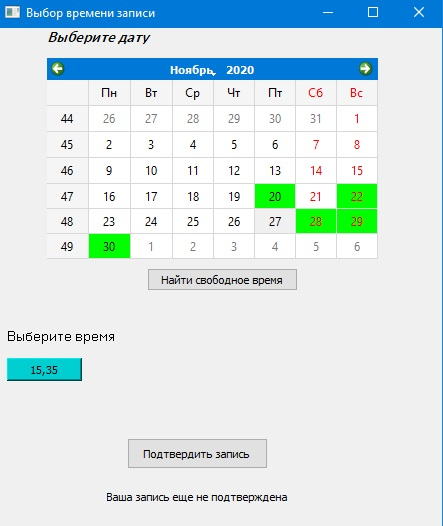 Выбор времени записи
Выберите дату
Ноябрь, 2020
Пн Вт Ср Чт Пт Сб Вс
44 26 27 28 29 30 31 1
45 2 3 4 5 6 7 8
46 9 10 11 12 13 14 15
47 16 17 18 19 20 21 22
48 23 24 25 26 27 28 29
49 30 1 2 3 4 5 6
Найти свободное время
Выберите время
15,35
Подтвердить запись
Ваша запись еще не подтверждена